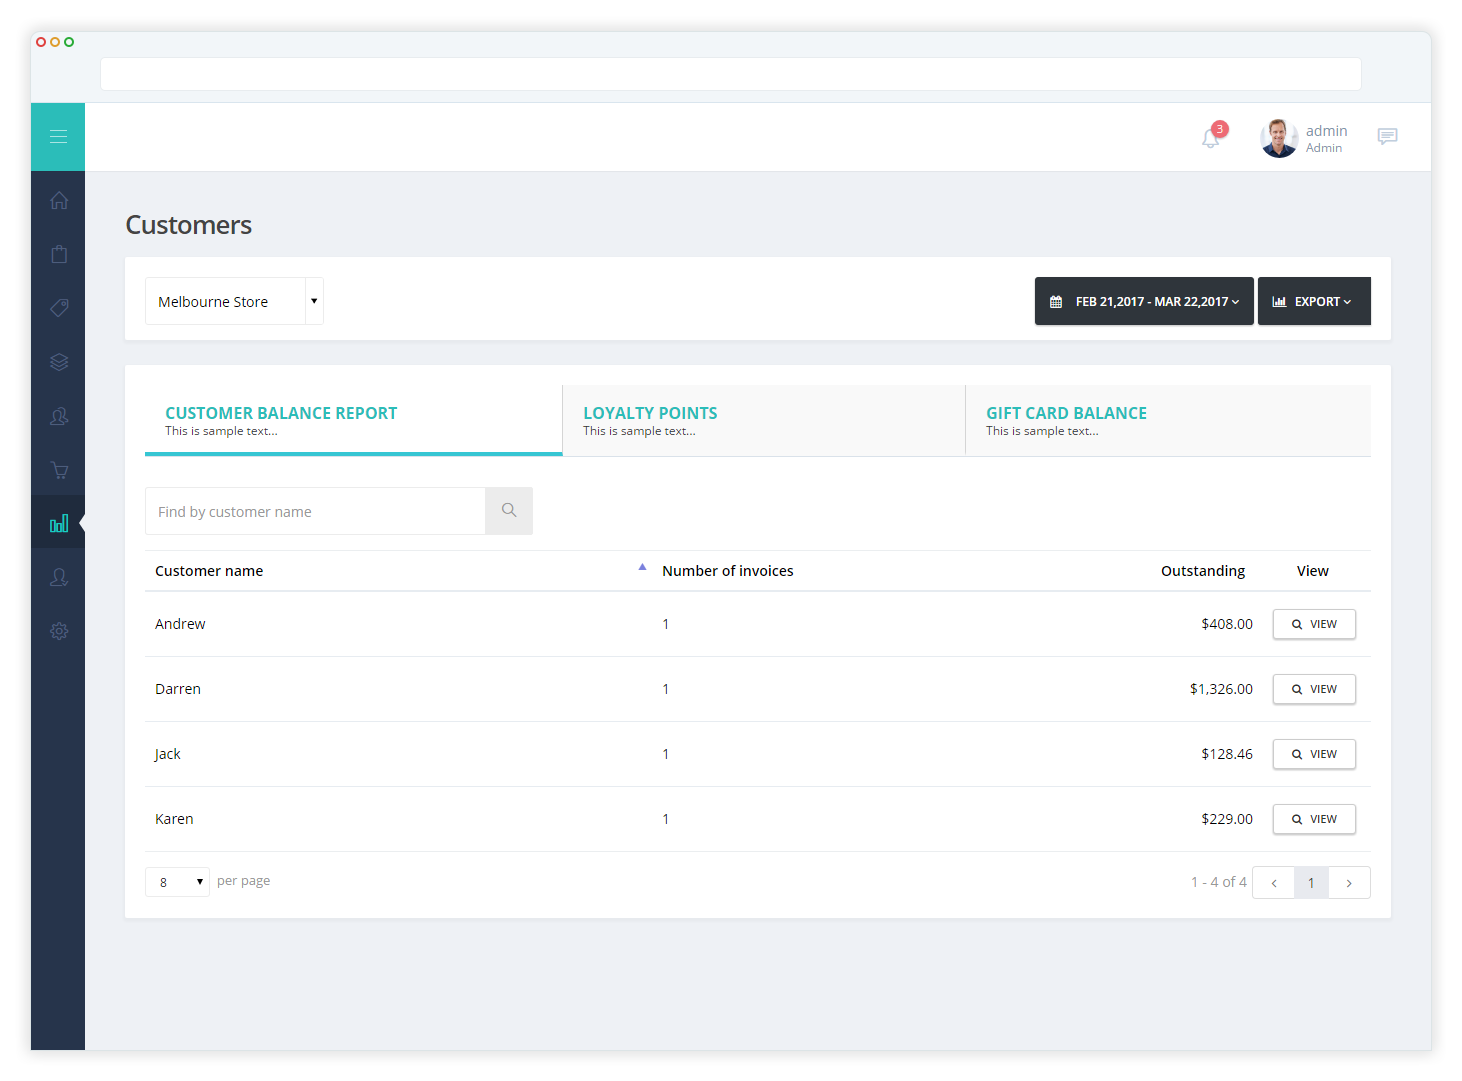 3
admin
Admin
Customers
Melbourne Store
FEB 21,2017 - MAR 22,2017
EXPORT
CUSTOMER BALANCE REPORT
This is sample text...
LOYALTY POINTS
This is sample text...
GIFT CARD BALANCE
This is sample text...
Find by customer name
Customer name Number of invoices Outstanding View
Andrew 1 $408.00 VIEW
Darren 1 $1,326.00 VIEW
Jack 1 $128.46 VIEW
Karen 1 $229.00 VIEW
8 per page 1 - 4 of 4 1